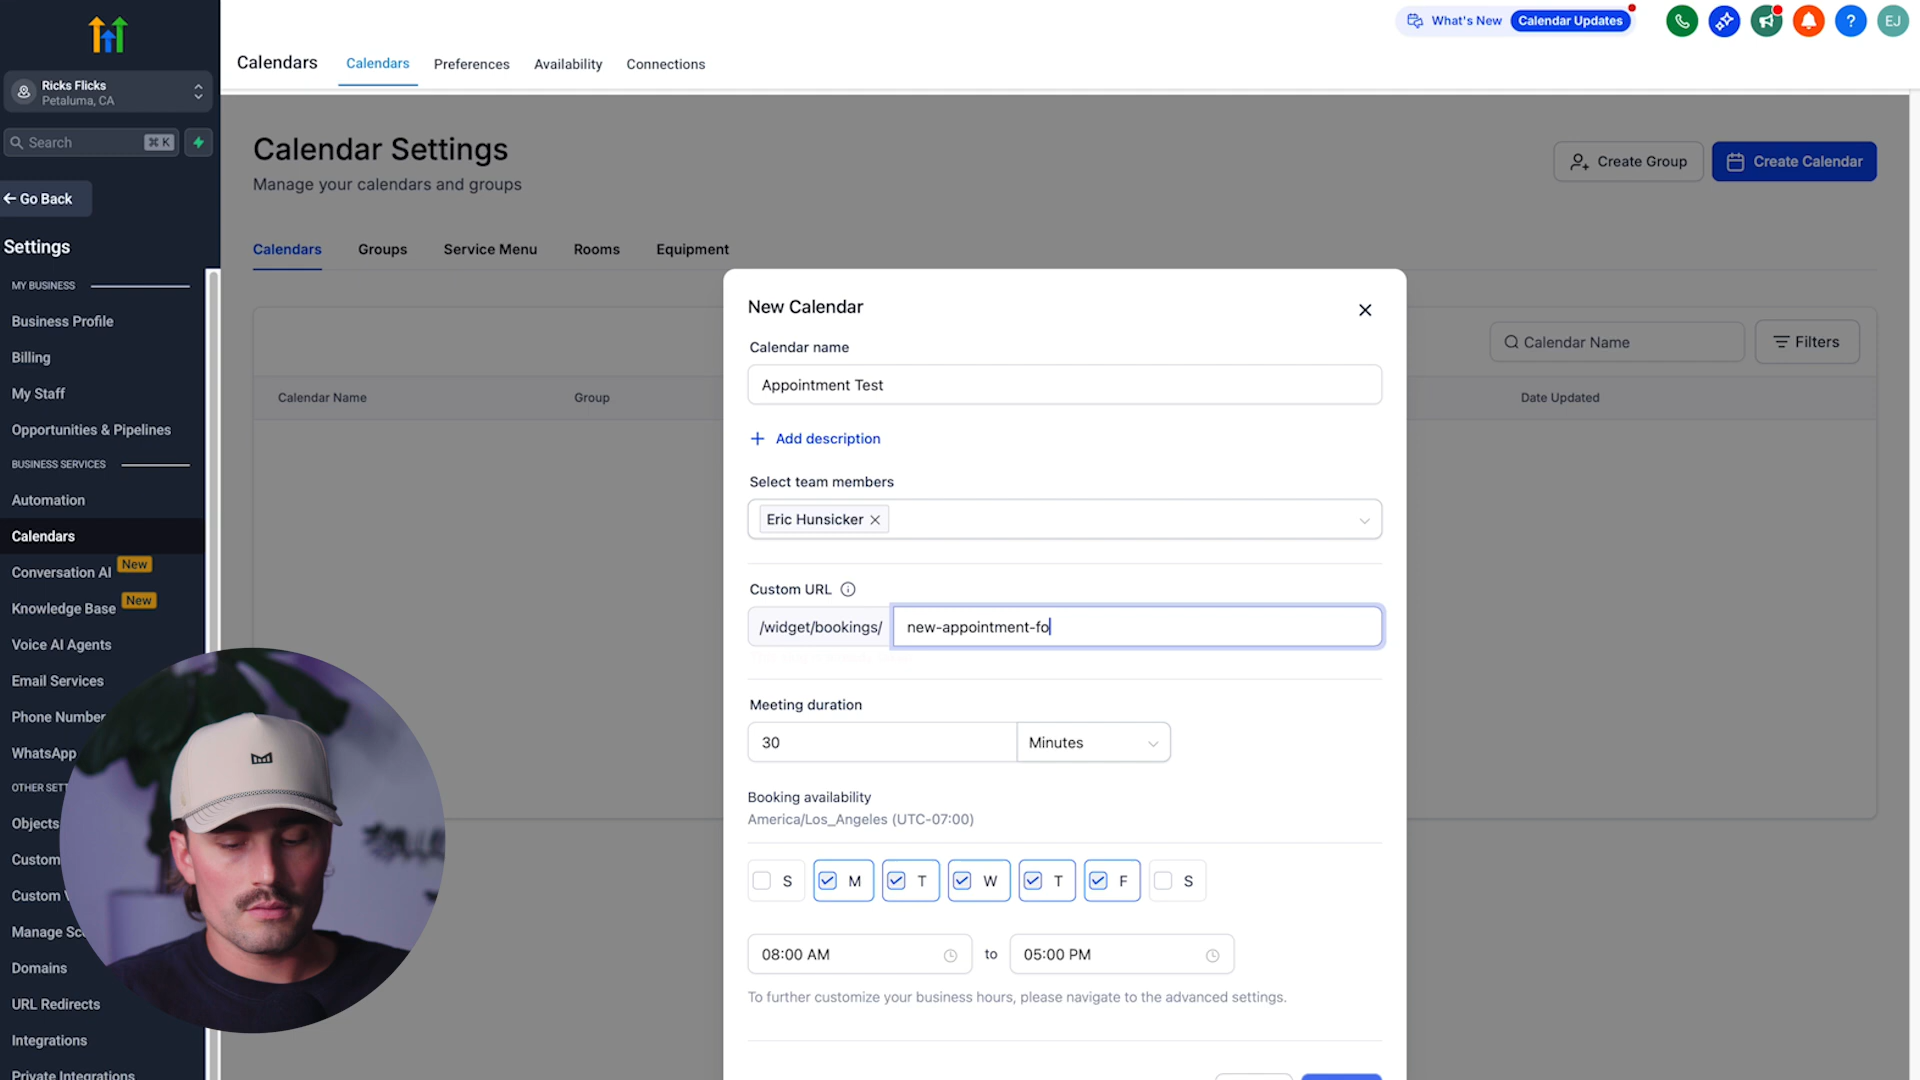 What's New
Calendar Updates
EJ
Calendars
Calendars
Preferences
Availability
Connections
Ricks Flicks
Petaluma, CA
Search
⌘ K
Go Back
Settings
MY BUSINESS
Business Profile
Billing
My Staff
Opportunities & Pipelines
BUSINESS SERVICES
Automation
Calendars
Conversation AI
New
Knowledge Base
New
Voice AI Agents
Email Services
Phone Number
WhatsApp
OTHER SETT
Objects
Custom
Custom
Manage Sco
Domains
URL Redirects
Integrations
Private Integrations
Calendar Settings
Manage your calendars and groups
Create Group
Create Calendar
Calendars
Groups
Service Menu
Rooms
Equipment
Calendar Name
Filters
Calendar Name
Group
Date Updated
New Calendar
Calendar name
Appointment Test
+ Add description
Select team members
Eric Hunsicker
Custom URL
/widget/bookings/
new-appointment-fo
Meeting duration
30
Minutes
Booking availability
America/Los_Angeles (UTC-07:00)
S M T W T F S
08:00 AM to 05:00 PM
To further customize your business hours, please navigate to the advanced settings.